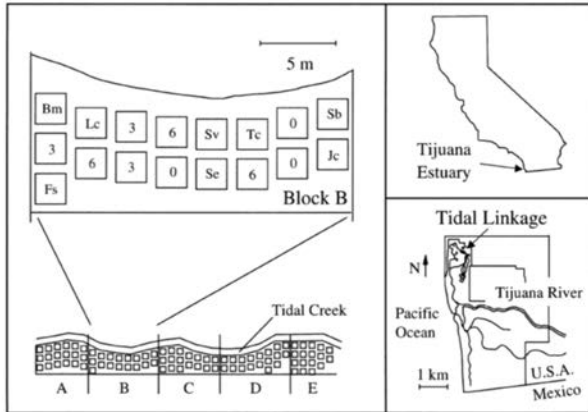 5 m
Bm Lc 3 6 Sv Tc 0 Sb
3 6 3 0 Se 6 0 Jc
Fs
Block B
Tidal Creek
A B C D E
Tijuana
Estuary
Tidal Linkage
N
Tijuana River
Pacific
Ocean
1 km
U.S.A.
Mexico